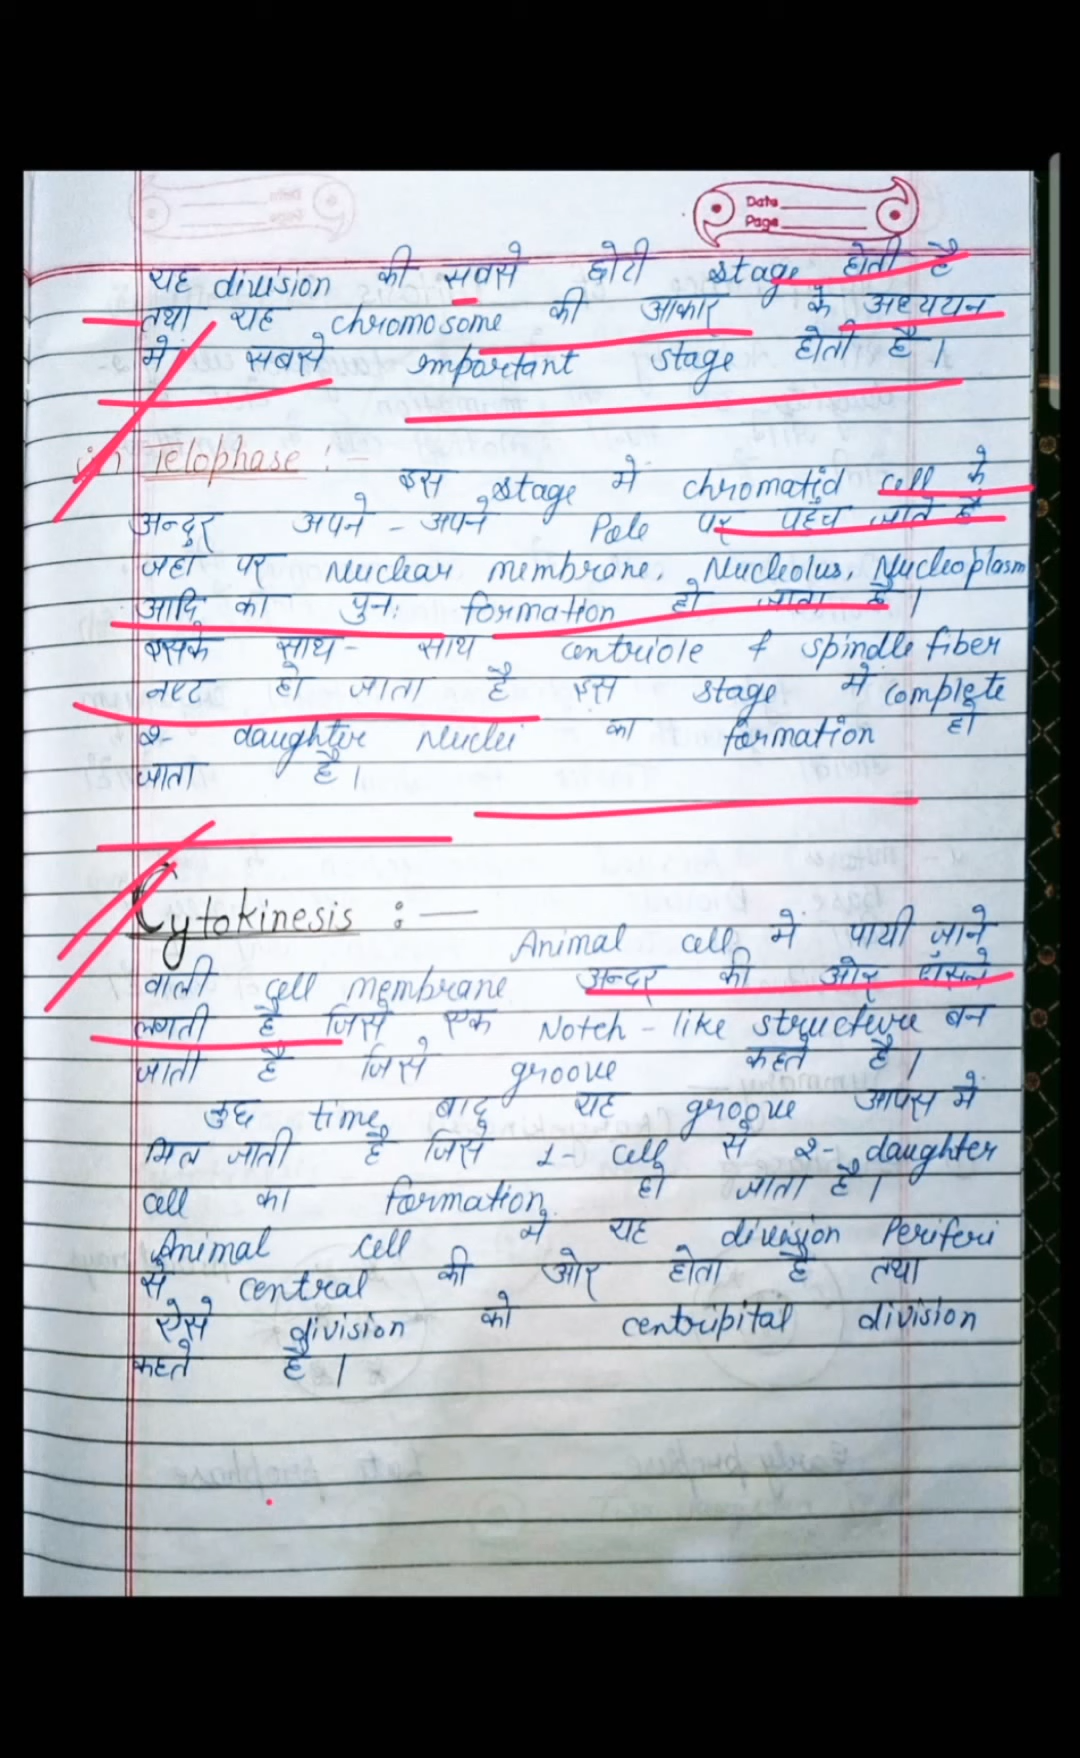 Date
Page
यह division की सबसे छोटी stage होती है
तथा यह chromosome की आकार के अध्ययन
में सबसे important stage होती है।
Telophase :-
इस stage में chromatid cell के
अन्दर अपने - अपने Pole पर पहुँच जाते है
जहा पर Nuclear membrane, Nucleolus, Nucleoplasm
आदि का पुनः formation हो जाता है।
इसके साथ- साथ centriole & spindle fiber
नष्ट हो जाता है इस stage में complete
2- daughter Nuclei का formation हो
जाता है।
Cytokinesis :—
Animal cell में पायी जाने
वाली cell membrane अन्दर की ओर धंसने
लगती है जिसे एक Notch - like structure बन
जाती है जिसे groove कहते है।
कुछ time बाद यह groove आपस में
मिल जाती है जिसे 1- cell से 2- daughter
cell का formation हो जाता है।
Animal cell में यह division Periferi
से central की ओर होता है तथा
ऐसे division को centripital division
कहते है।